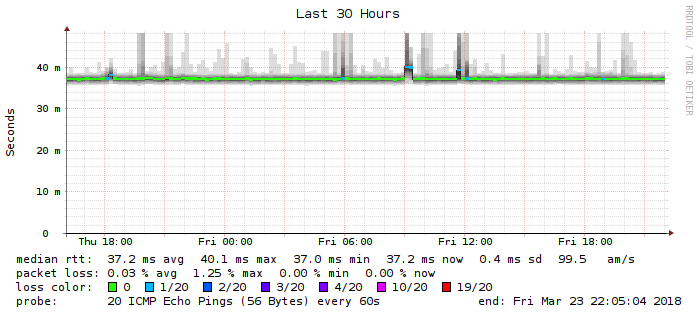 Last 30 Hours
RRDTOOL / TOBI OETIKER
Seconds
40 m
30 m
20 m
10 m
0
Thu 18:00 Fri 00:00 Fri 06:00 Fri 12:00 Fri 18:00
median rtt: 37.2 ms avg 40.1 ms max 37.0 ms min 37.2 ms now 0.4 ms sd 99.5 am/s
packet loss: 0.03 % avg 1.25 % max 0.00 % min 0.00 % now
loss color: 0 1/20 2/20 3/20 4/20 10/20 19/20
probe: 20 ICMP Echo Pings (56 Bytes) every 60s end: Fri Mar 23 22:05:04 2018